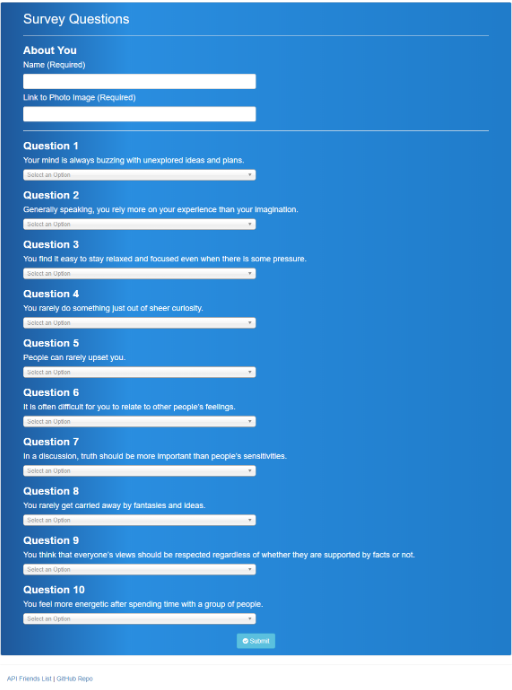 Survey Questions
About You
Name (Required)
Link to Photo Image (Required)
Question 1
Your mind is always buzzing with unexplored ideas and plans.
Select an Option
Question 2
Generally speaking, you rely more on your experience than your imagination.
Select an Option
Question 3
You find it easy to stay relaxed and focused even when there is some pressure.
Select an Option
Question 4
You rarely do something just out of sheer curiosity.
Select an Option
Question 5
People can rarely upset you.
Select an Option
Question 6
It is often difficult for you to relate to other people's feelings.
Select an Option
Question 7
In a discussion, truth should be more important than people's sensitivities.
Select an Option
Question 8
You rarely get carried away by fantasies and ideas.
Select an Option
Question 9
You think that everyone's views should be respected regardless of whether they are supported by facts or not.
Select an Option
Question 10
You feel more energetic after spending time with a group of people.
Select an Option
Submit
API Friends List | GitHub Repo